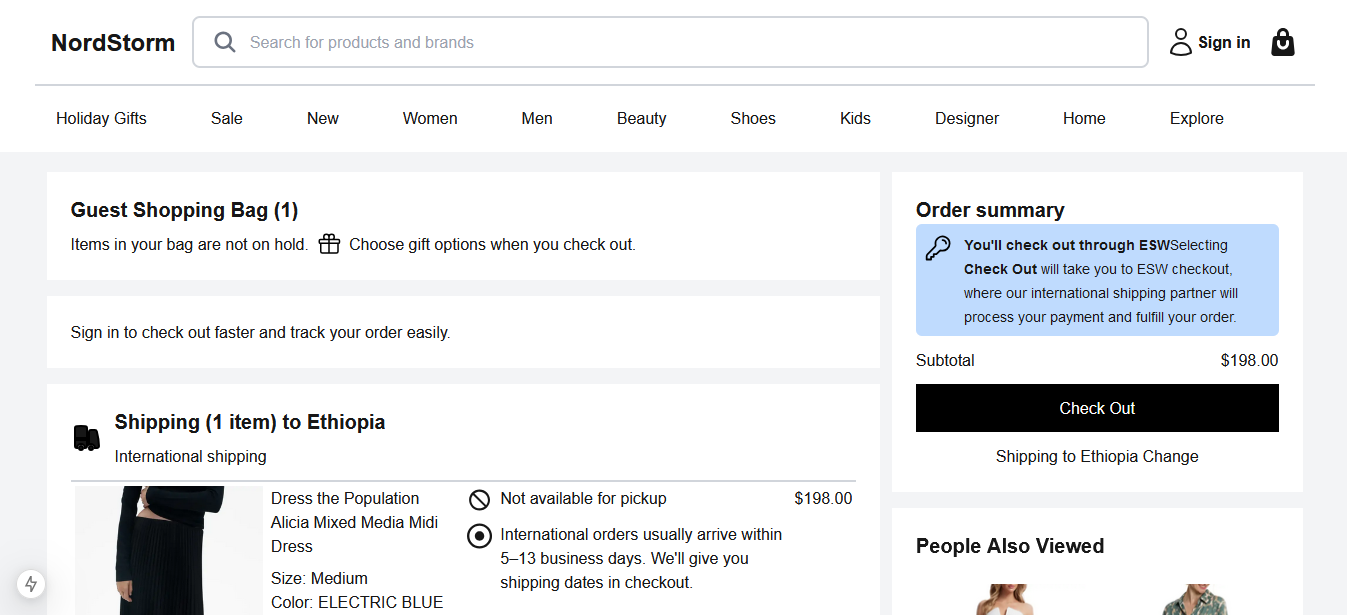 NordStorm
Search for products and brands
Sign in
Holiday Gifts Sale New Women Men Beauty Shoes Kids Designer Home Explore
Guest Shopping Bag (1)
Items in your bag are not on hold. Choose gift options when you check out.
Sign in to check out faster and track your order easily.
Shipping (1 item) to Ethiopia
International shipping
Dress the Population
Alicia Mixed Media Midi
Dress
Size: Medium
Color: ELECTRIC BLUE
Not available for pickup
$198.00
International orders usually arrive within
5–13 business days. We'll give you
shipping dates in checkout.
Order summary
You'll check out through ESWSelecting
Check Out will take you to ESW checkout,
where our international shipping partner will
process your payment and fulfill your order.
Subtotal $198.00
Check Out
Shipping to Ethiopia Change
People Also Viewed